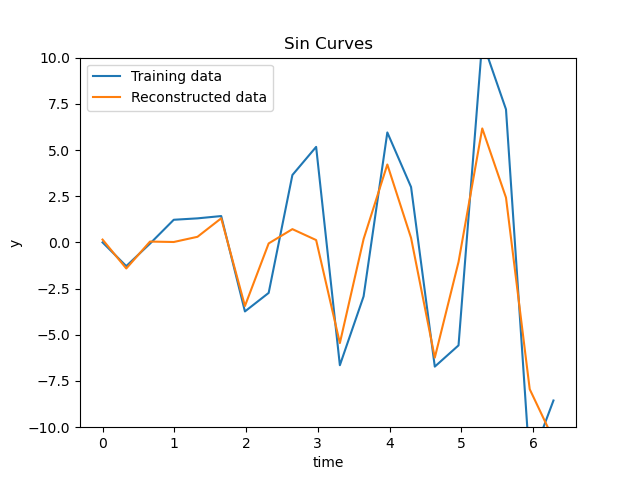 Sin Curves
Training data
Reconstructed data
10.0
7.5
5.0
2.5
0.0
−2.5
−5.0
−7.5
−10.0
y
0 1 2 3 4 5 6
time